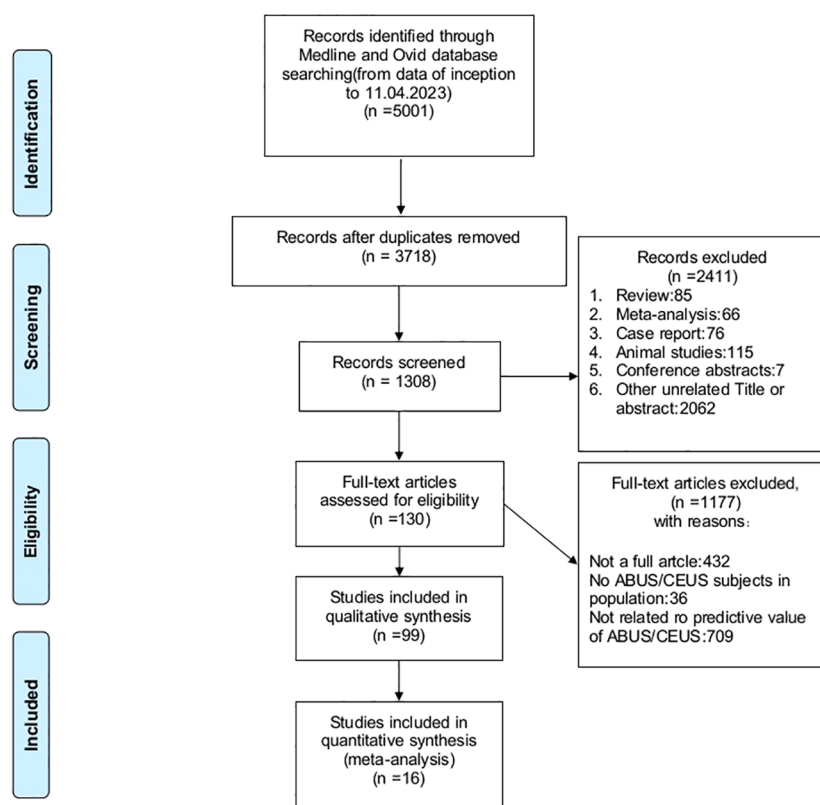 Identification
Records identified through
Medline and Ovid database
searching(from data of inception
to 11.04.2023)
(n =5001)
Records after duplicates removed
(n = 3718)
Screening
Records screened
(n = 1308)
Records excluded
(n =2411)
1. Review:85
2. Meta-analysis:66
3. Case report:76
4. Animal studies:115
5. Conference abstracts:7
6. Other unrelated Title or
abstract:2062
Eligibility
Full-text articles
assessed for eligibility
(n =130)
Full-text articles excluded,
(n =1177)
with reasons:
Not a full artcle:432
No ABUS/CEUS subjects in
population:36
Not related ro predictive value
of ABUS/CEUS:709
Studies included in
qualitative synthesis
(n =99)
Included
Studies included in
quantitative synthesis
(meta-analysis)
(n =16)